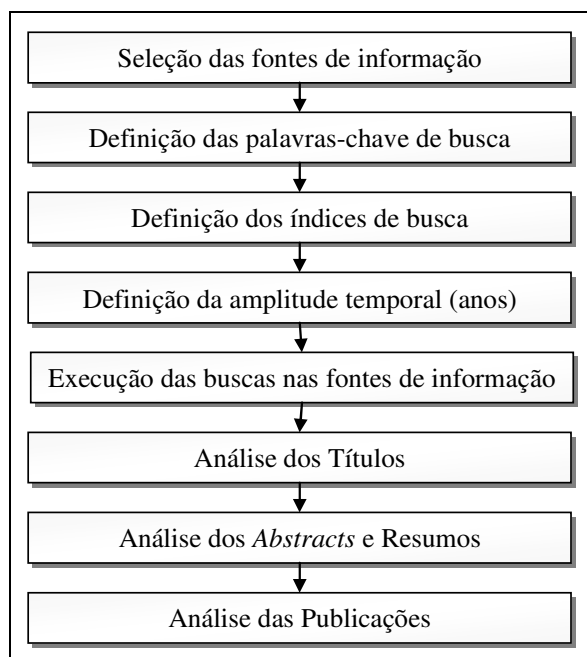 Seleção das fontes de informação
Definição das palavras-chave de busca
Definição dos índices de busca
Definição da amplitude temporal (anos)
Execução das buscas nas fontes de informação
Análise dos Títulos
Análise dos Abstracts e Resumos
Análise das Publicações